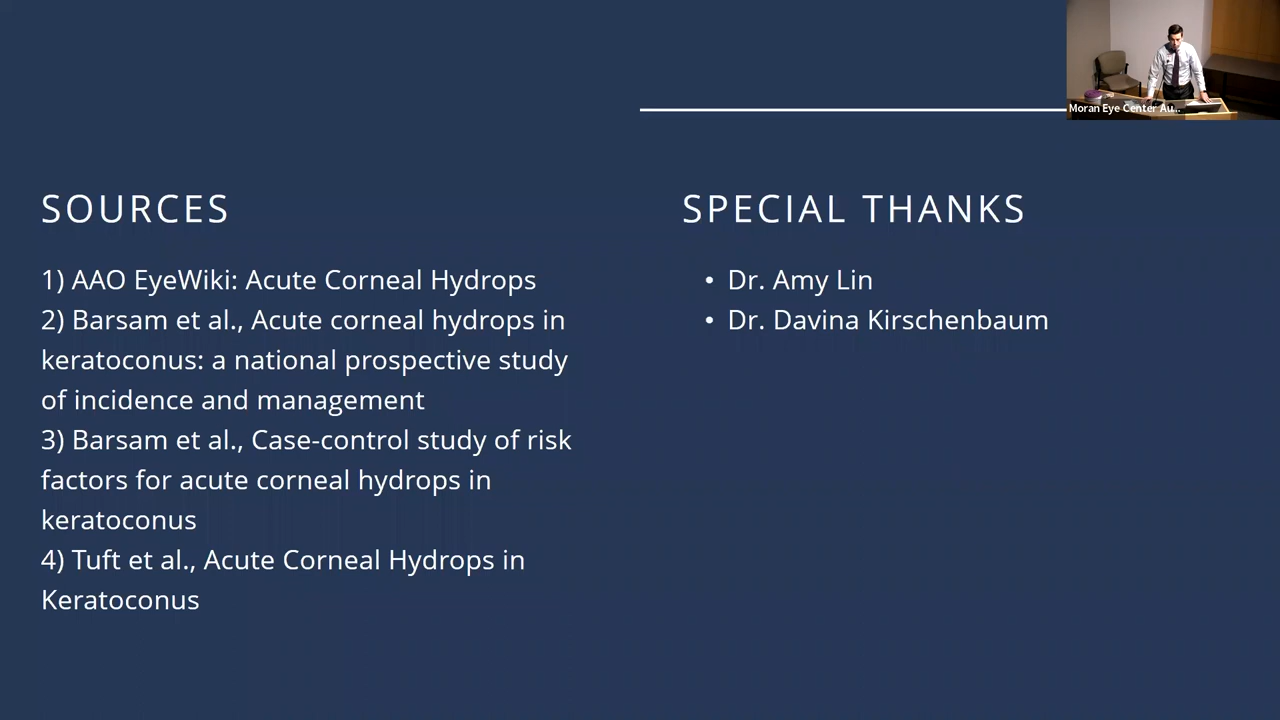 Moran Eye Center Au...
SOURCES
1) AAO EyeWiki: Acute Corneal Hydrops
2) Barsam et al., Acute corneal hydrops in
keratoconus: a national prospective study
of incidence and management
3) Barsam et al., Case-control study of risk
factors for acute corneal hydrops in
keratoconus
4) Tuft et al., Acute Corneal Hydrops in
Keratoconus
SPECIAL THANKS
• Dr. Amy Lin
• Dr. Davina Kirschenbaum